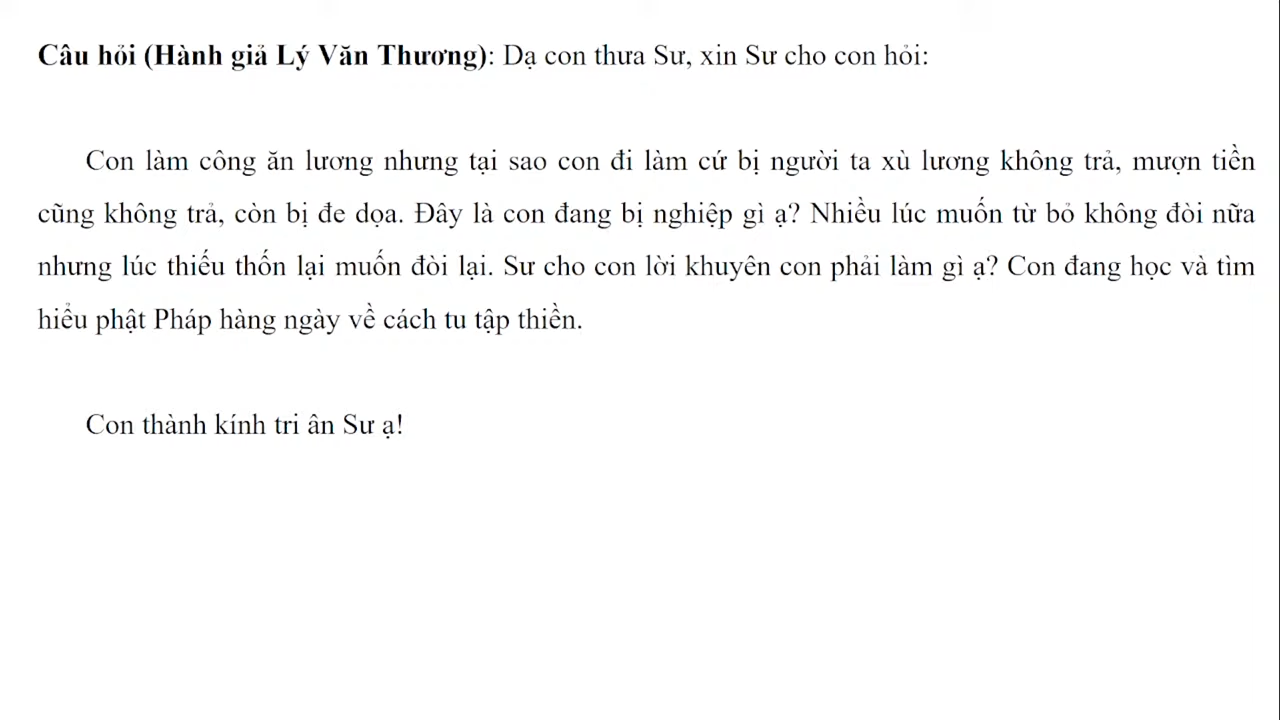 Câu hỏi (Hành giả Lý Văn Thương): Dạ con thưa Sư, xin Sư cho con hỏi:
Con làm công ăn lương nhưng tại sao con đi làm cứ bị người ta xù lương không trả, mượn tiền
cũng không trả, còn bị đe dọa. Đây là con đang bị nghiệp gì ạ? Nhiều lúc muốn từ bỏ không đòi nữa
nhưng lúc thiếu thốn lại muốn đòi lại. Sư cho con lời khuyên con phải làm gì ạ? Con đang học và tìm
hiểu phật Pháp hàng ngày về cách tu tập thiền.
Con thành kính tri ân Sư ạ!